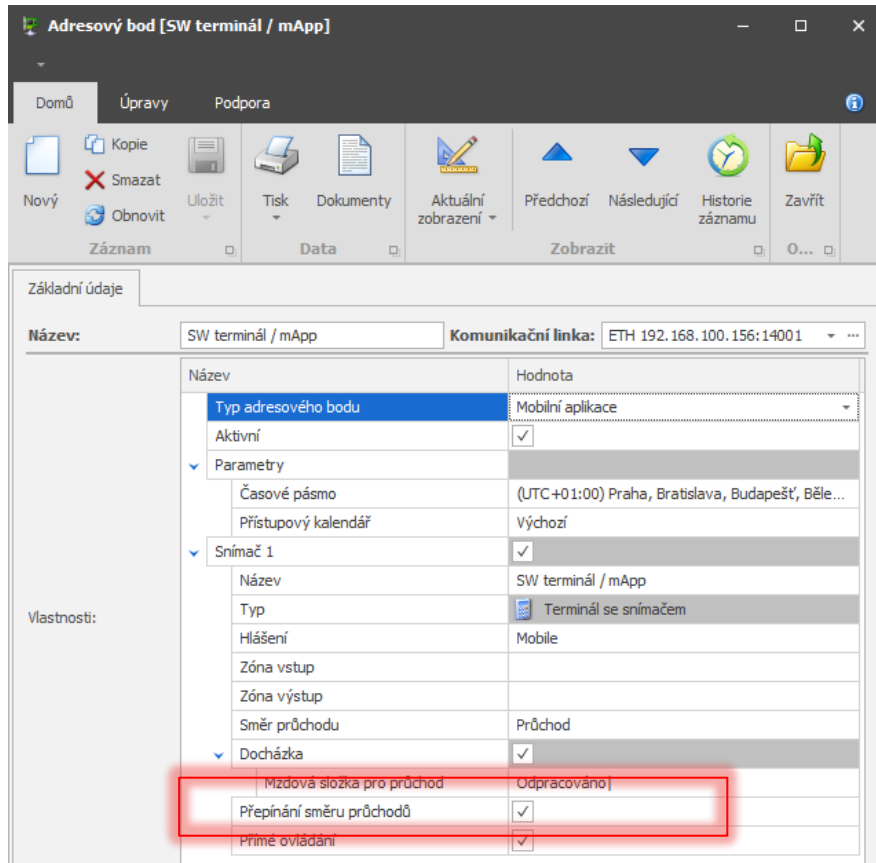 Adresový bod [SW terminál / mApp]
Domů Úpravy Podpora
Nový
Kopie
Smazat
Obnovit
Uložit
Tisk
Dokumenty
Aktuální
zobrazení
Předchozí
Následující
Historie
záznamu
Zavřít
Záznam Data Zobrazit O...
Základní údaje
Název: SW terminál / mApp Komunikační linka: ETH 192.168.100.156:14001
Název Hodnota
Typ adresového bodu Mobilní aplikace
Aktivní
Parametry
Časové pásmo (UTC+01:00) Praha, Bratislava, Budapešť, Běle...
Přístupový kalendář Výchozí
Snímač 1
Název SW terminál / mApp
Vlastnosti: Typ Terminál se snímačem
Hlášení Mobile
Zóna vstup
Zóna výstup
Směr průchodu Průchod
Docházka
Mzdová složka pro průchod Odpracováno
Přepínání směru průchodů
Přímé ovládání